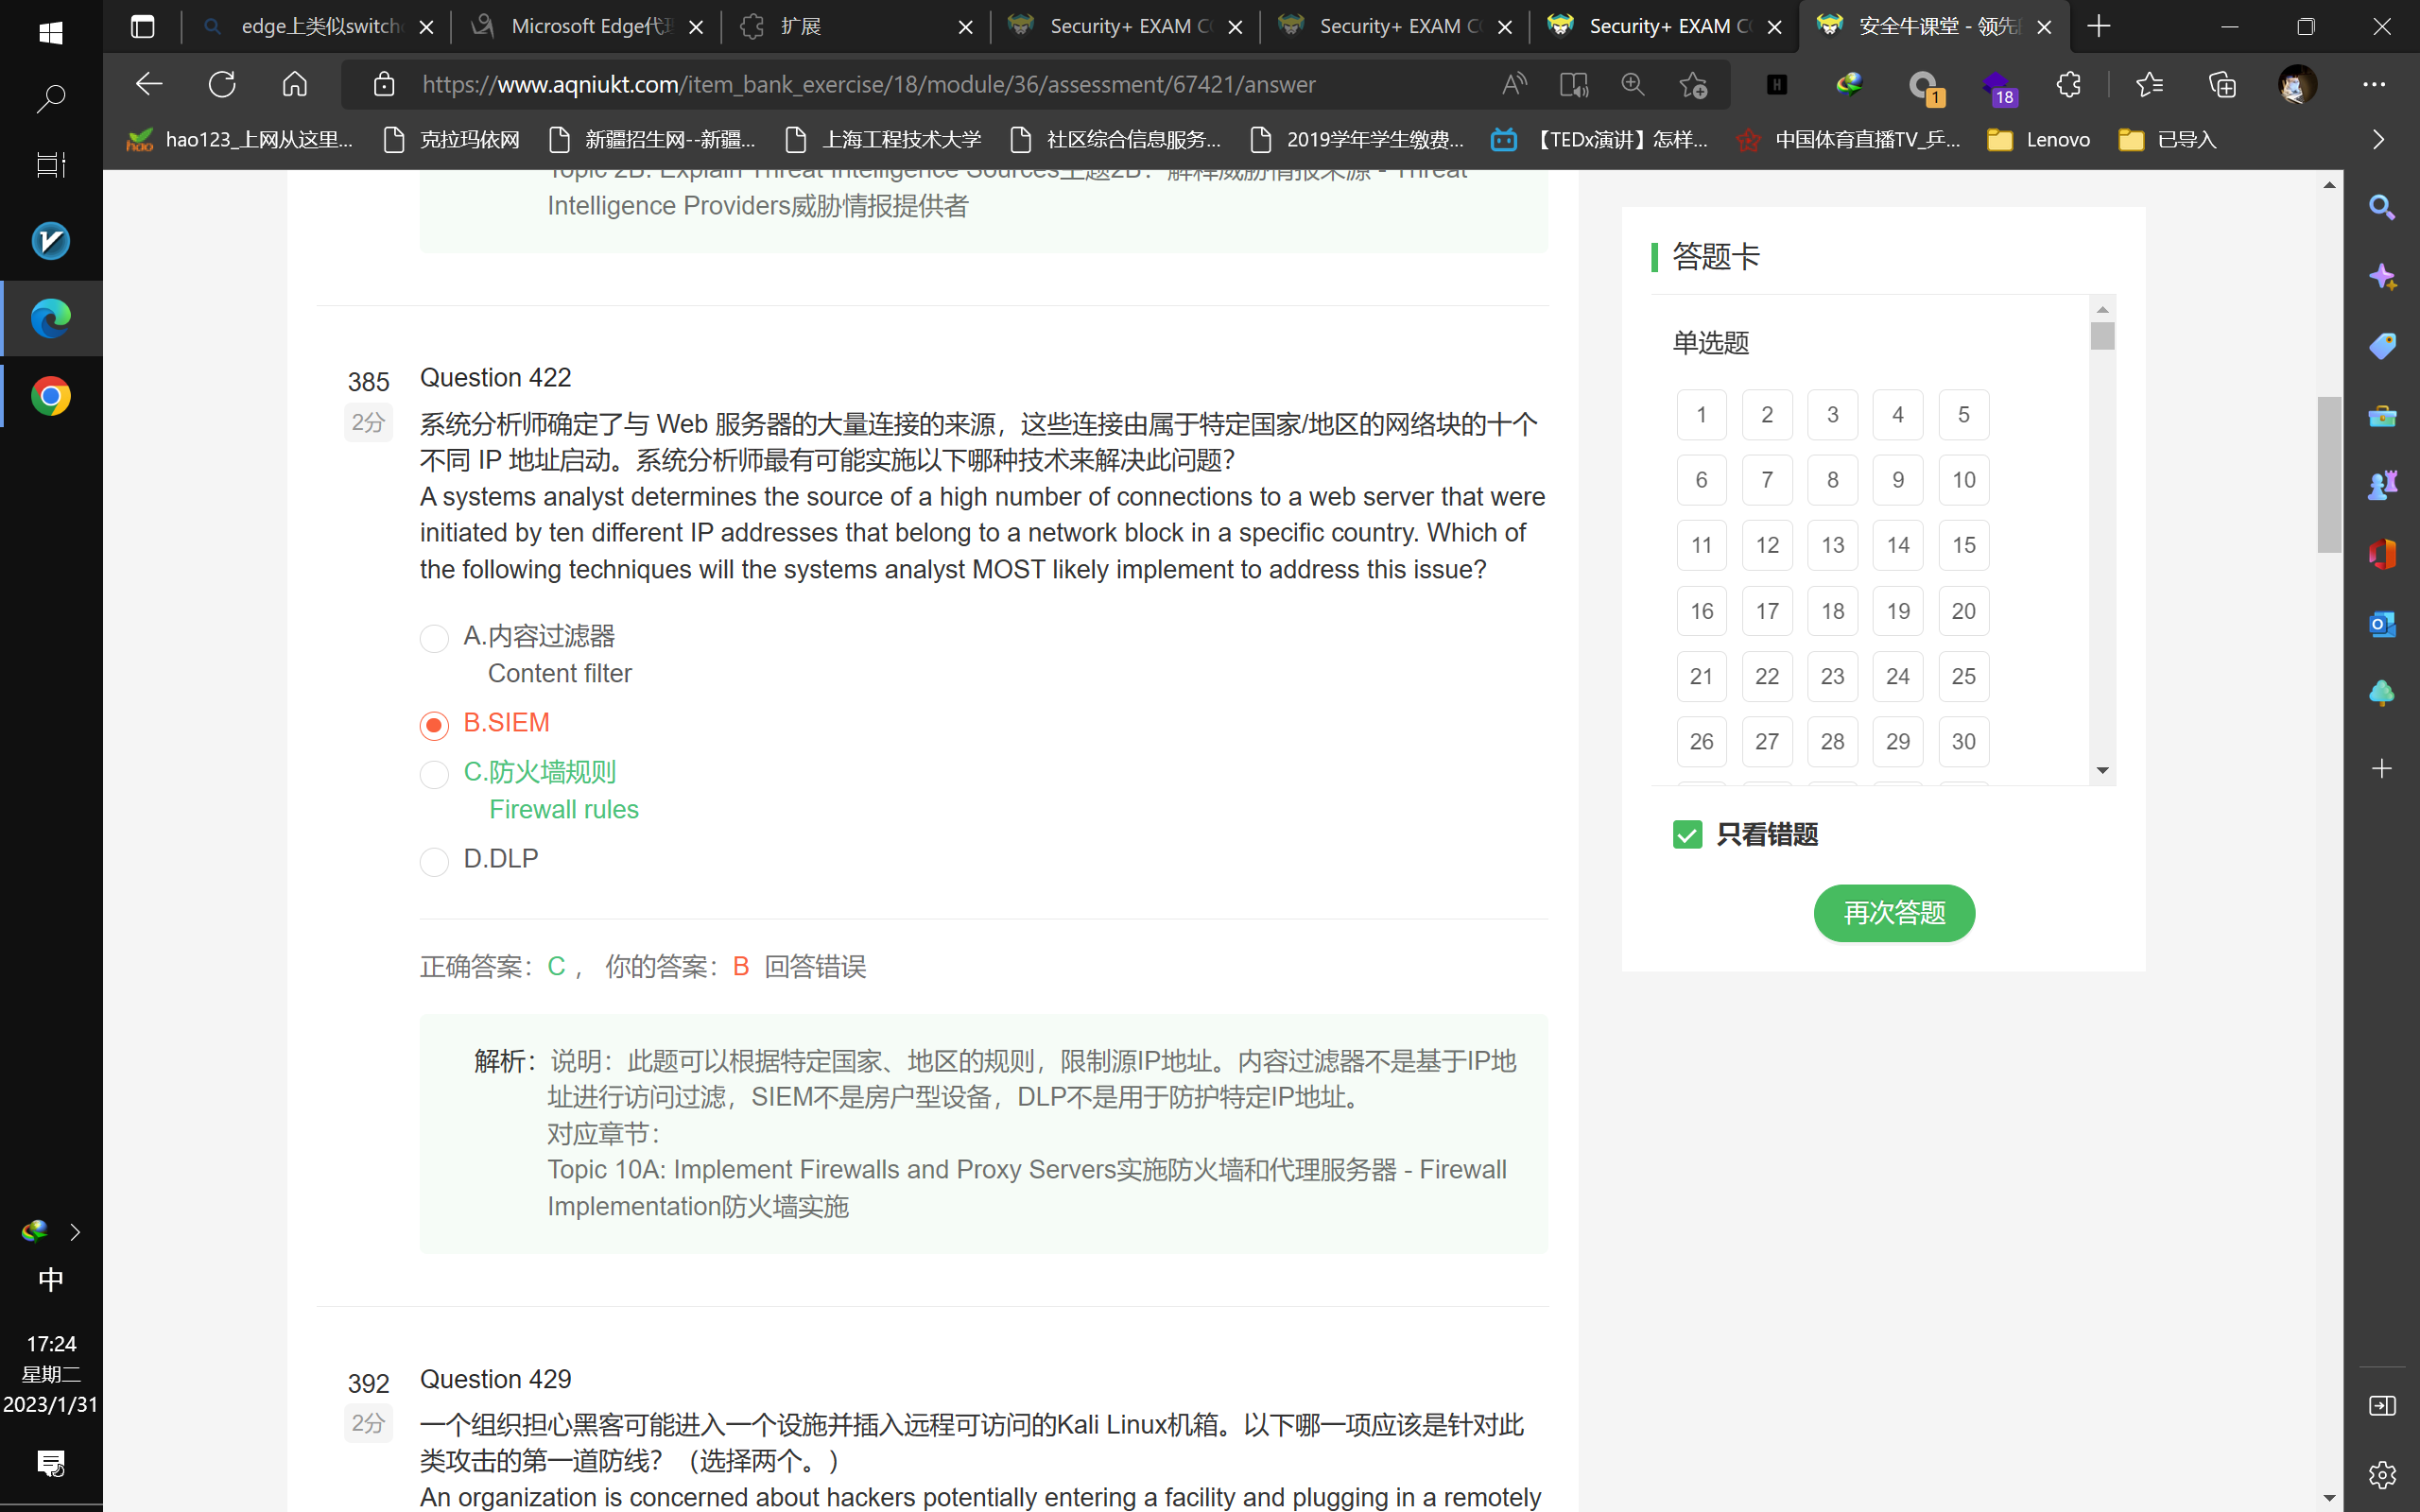 edge上类似switch
Microsoft Edge代理
扩展
Security+ EXAM C
Security+ EXAM C
Security+ EXAM C
安全牛课堂 - 领先
https://www.aqniukt.com/item_bank_exercise/18/module/36/assessment/67421/answer
1
18
hao123_上网从这里...
克拉玛依网
新疆招生网--新疆...
上海工程技术大学
社区综合信息服务...
2019学年学生缴费...
【TEDx演讲】怎样...
中国体育直播TV_乒...
Lenovo
已导入
Topic 2B: Explain Threat Intelligence Sources主题2B：解释威胁情报来源 - Threat
Intelligence Providers威胁情报提供者
385
2分
Question 422
系统分析师确定了与 Web 服务器的大量连接的来源，这些连接由属于特定国家/地区的网络块的十个
不同 IP 地址启动。系统分析师最有可能实施以下哪种技术来解决此问题？
A systems analyst determines the source of a high number of connections to a web server that were
initiated by ten different IP addresses that belong to a network block in a specific country. Which of
the following techniques will the systems analyst MOST likely implement to address this issue?
A.内容过滤器
Content filter
B.SIEM
C.防火墙规则
Firewall rules
D.DLP
正确答案：C ， 你的答案：B 回答错误
解析：说明：此题可以根据特定国家、地区的规则，限制源IP地址。内容过滤器不是基于IP地
址进行访问过滤，SIEM不是房户型设备，DLP不是用于防护特定IP地址。
对应章节：
Topic 10A: Implement Firewalls and Proxy Servers实施防火墙和代理服务器 - Firewall
Implementation防火墙实施
392
2分
Question 429
一个组织担心黑客可能进入一个设施并插入远程可访问的Kali Linux机箱。以下哪一项应该是针对此
类攻击的第一道防线？（选择两个。）
An organization is concerned about hackers potentially entering a facility and plugging in a remotely
答题卡
单选题
1 2 3 4 5
6 7 8 9 10
11 12 13 14 15
16 17 18 19 20
21 22 23 24 25
26 27 28 29 30
只看错题
再次答题
中
17:24
星期二
2023/1/31